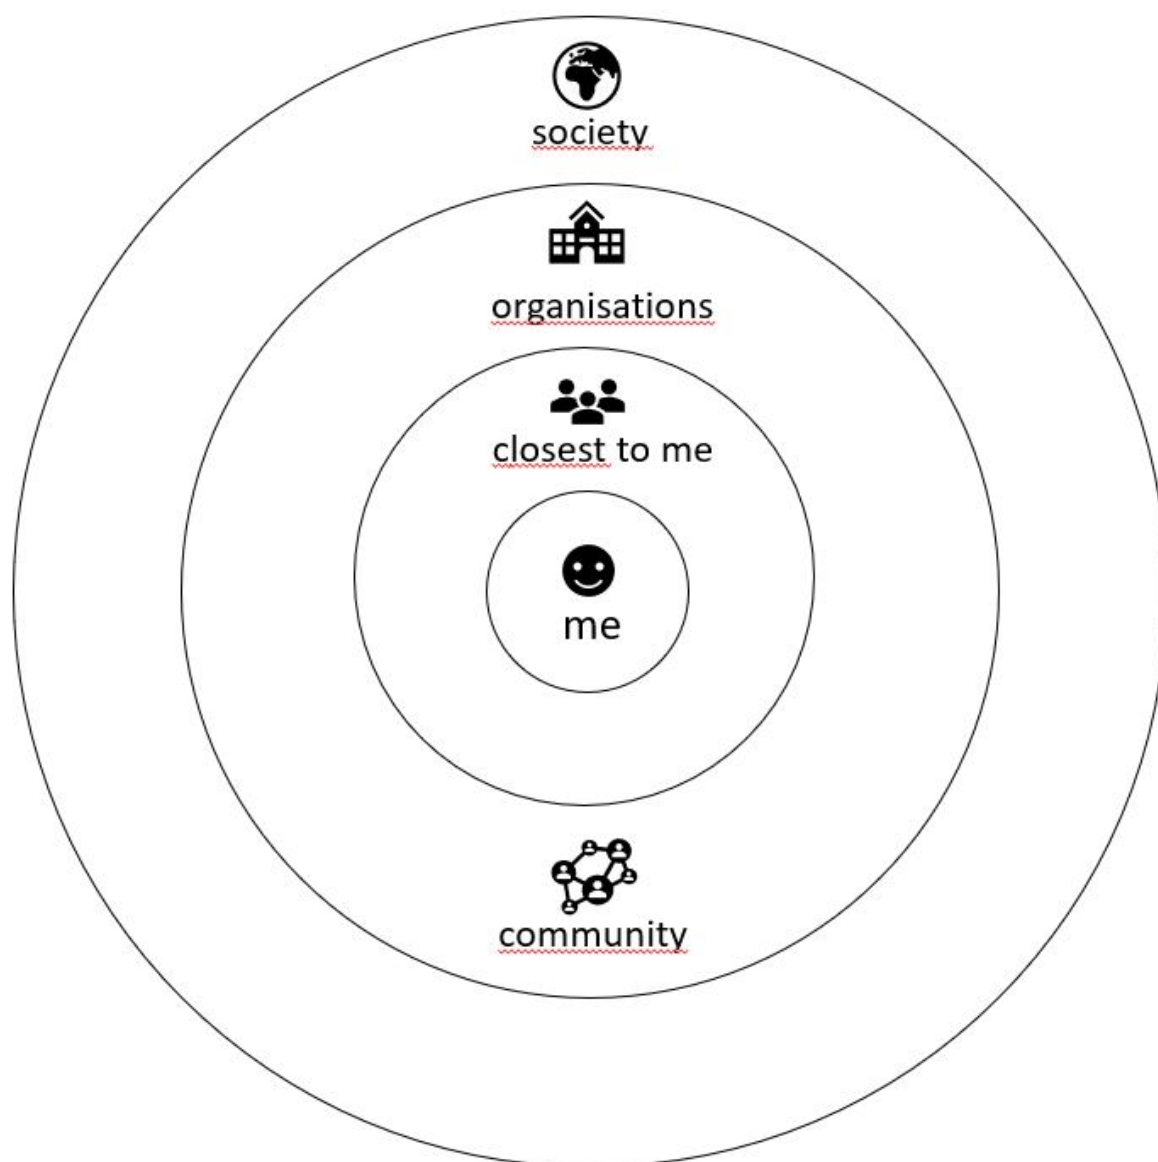 society
organisations
closest to me
me
community